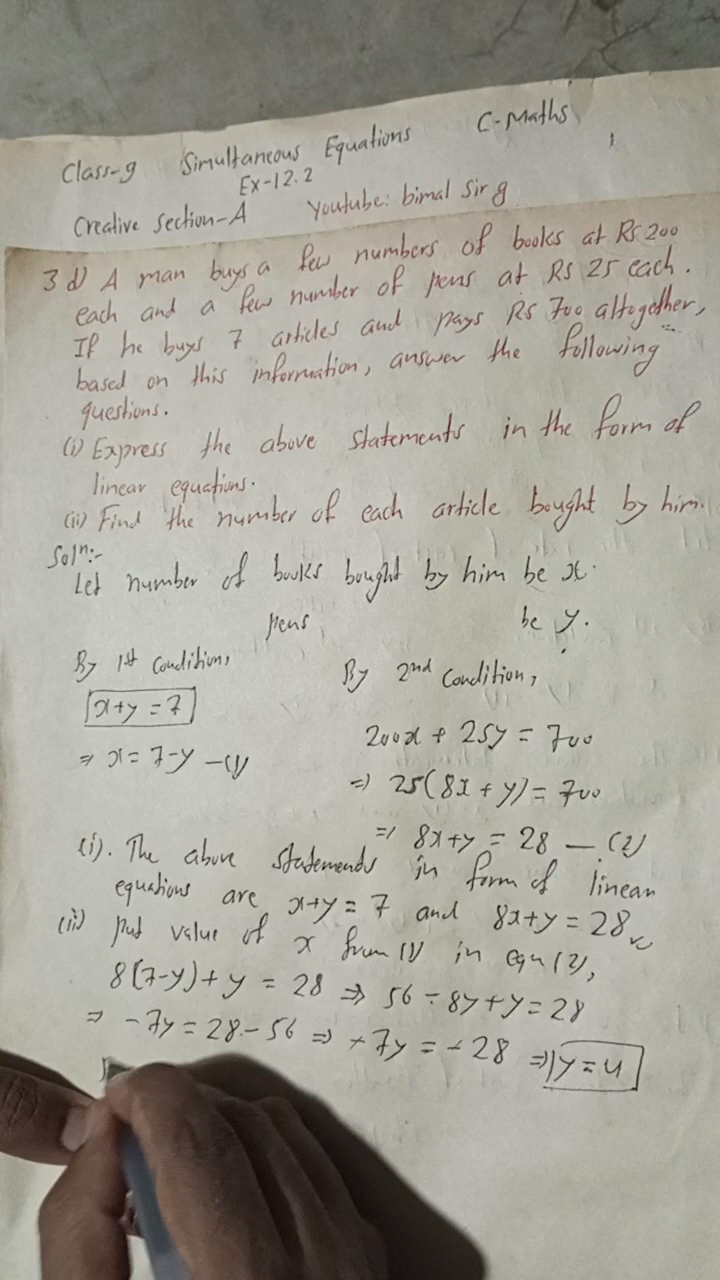 Class-9 Simultaneous Equations C-Maths
Ex-12.2
Creative Section-A Youtube: bimal sir g
3 d) A man buys a few numbers of books at Rs 200
each and a few number of pens at Rs 25 each.
If he buys 7 articles and pays Rs 700 altogether,
based on this information, answer the following
questions.
(i) Express the above statements in the form of
linear equations.
(ii) Find the number of each article bought by him.
Solⁿ:-
Let number of books bought by him be x.
pens be y.
By 1st Condition, By 2nd Condition,
x+y = 7
200x + 25y = 700
⇒ x = 7-y —(1)
⇒ 25(8x + y) = 700
⇒ 8x+y = 28 — (2)
(i). The above statements in form of linear
equations are x+y = 7 and 8x+y = 28
(ii) put value of x from (1) in eqn (2),
8(7-y) + y = 28 ⇒ 56 - 8y + y = 28
⇒ -7y = 28 - 56 ⇒ -7y = -28 ⇒ y = 4